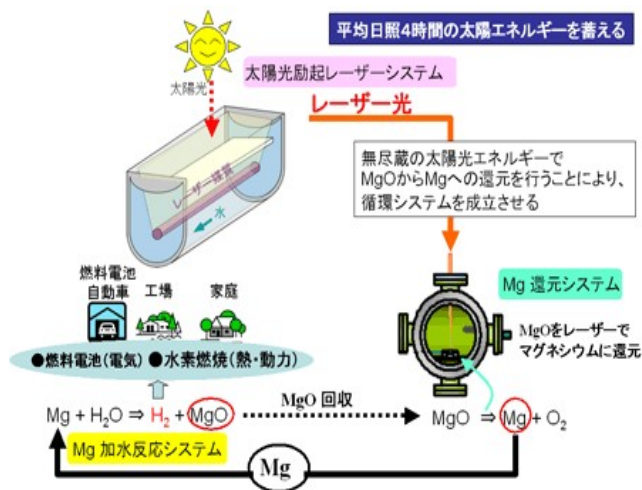 平均日照4時間の太陽エネルギーを蓄える
太陽光
太陽光励起レーザーシステム
レーザー光
無尽蔵の太陽光エネルギーで
MgOからMgへの還元を行うことにより、
循環システムを成立させる
レーザー媒質
水
燃料電池
自動車
工場
家庭
Mg 還元システム
MgOをレーザーで
マグネシウムに還元
●燃料電池(電気) ●水素燃焼(熱・動力)
Mg + H₂O ⇒ H₂ + MgO
MgO 回収
MgO ⇒ Mg + O₂
Mg 加水反応システム
Mg